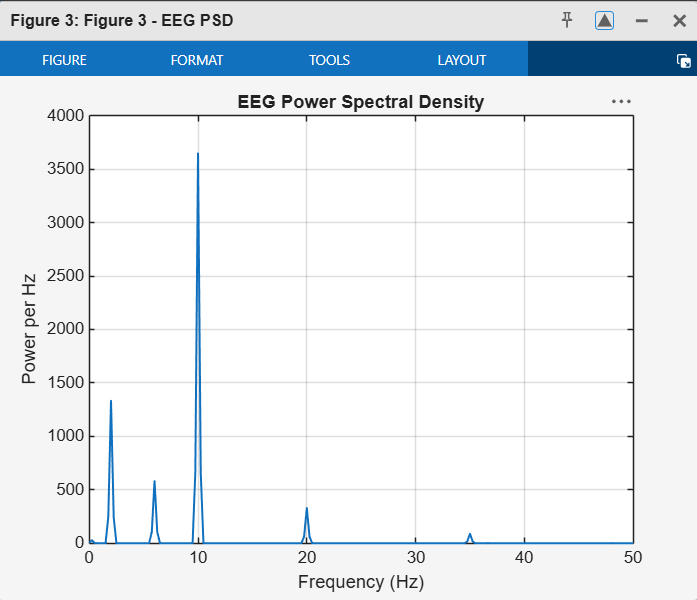 Figure 3: Figure 3 - EEG PSD
FIGURE FORMAT TOOLS LAYOUT
EEG Power Spectral Density
4000
3500
3000
2500
2000
1500
1000
500
0
Power per Hz
0 10 20 30 40 50
Frequency (Hz)